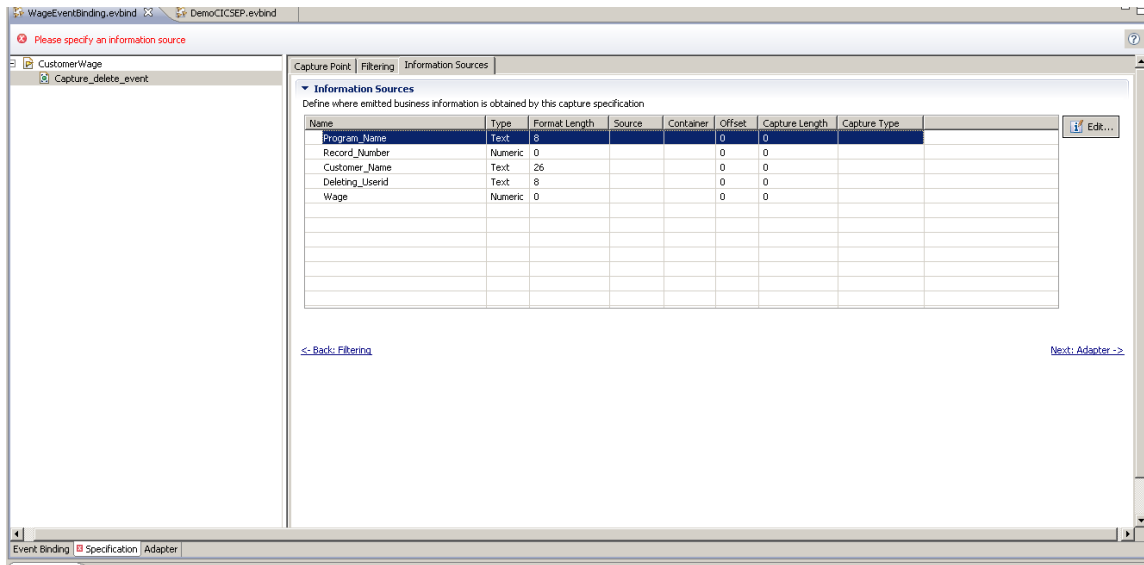 WageEventBinding.evbind DemoCICSEP.evbind
Please specify an information source
CustomerWage
Capture_delete_event
Capture Point Filtering Information Sources
Information Sources
Define where emitted business information is obtained by this capture specification
Name Type Format Length Source Container Offset Capture Length Capture Type
Program_Name Text 8 0 0
Record_Number Numeric 0 0 0
Customer_Name Text 26 0 0
Deleting_Userid Text 8 0 0
Wage Numeric 0 0 0
Edit...
<- Back: Filtering Next: Adapter ->
Event Binding Specification Adapter